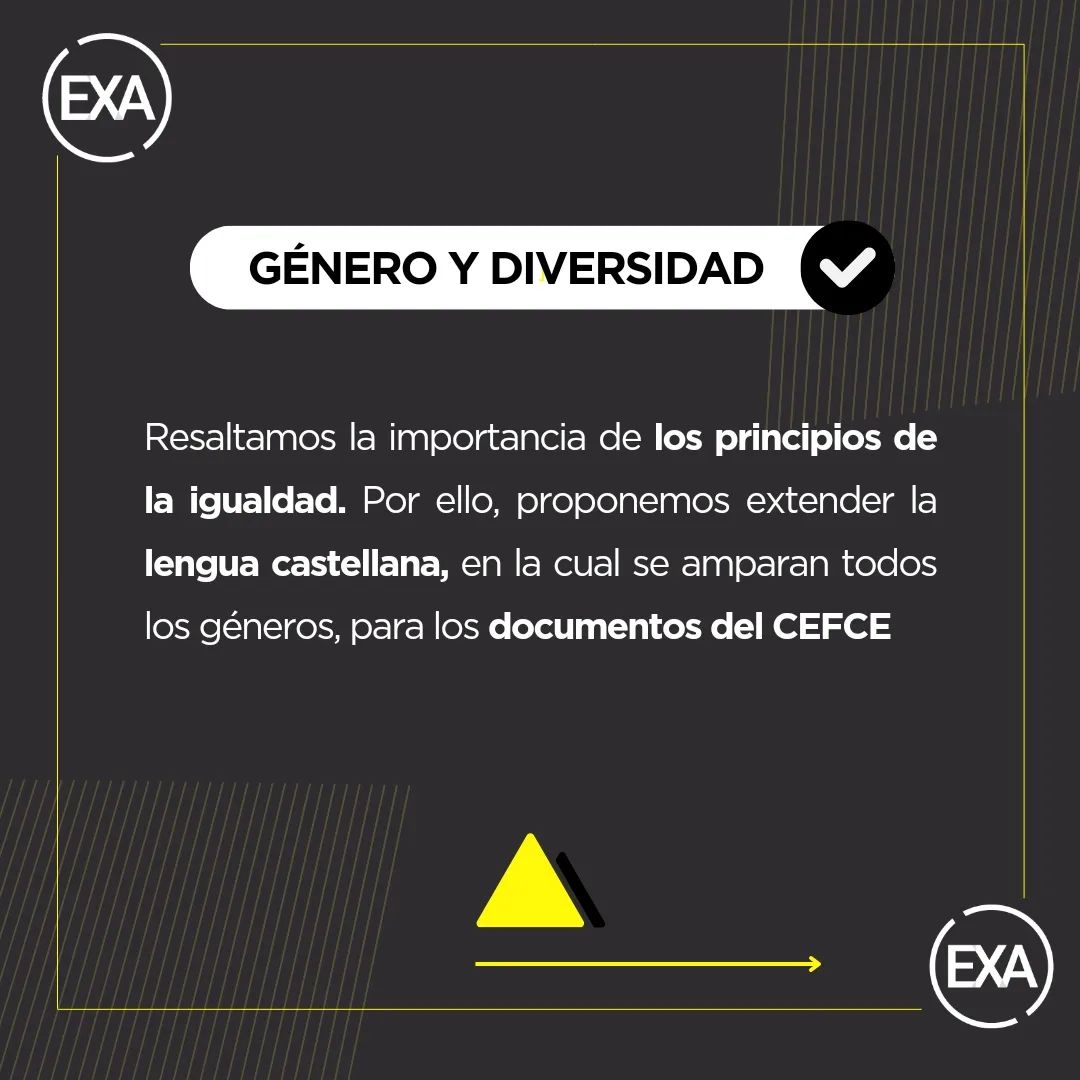 EXA
GÉNERO Y DIVERSIDAD
Resaltamos la importancia de los principios de
la igualdad. Por ello, proponemos extender la
lengua castellana, en la cual se amparan todos
los géneros, para los documentos del CEFCE
EXA